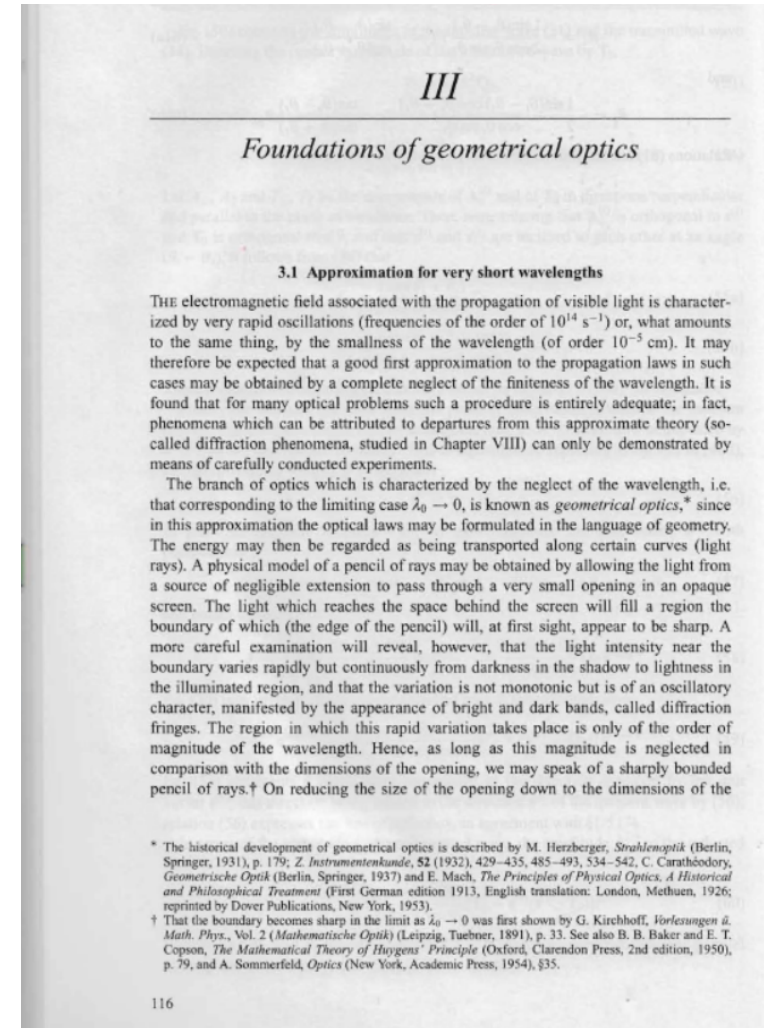 III
Foundations of geometrical optics
3.1 Approximation for very short wavelengths
THE electromagnetic field associated with the propagation of visible light is character-
ized by very rapid oscillations (frequencies of the order of 10¹⁴ s⁻¹) or, what amounts
to the same thing, by the smallness of the wavelength (of order 10⁻⁵ cm). It may
therefore be expected that a good first approximation to the propagation laws in such
cases may be obtained by a complete neglect of the finiteness of the wavelength. It is
found that for many optical problems such a procedure is entirely adequate; in fact,
phenomena which can be attributed to departures from this approximate theory (so-
called diffraction phenomena, studied in Chapter VIII) can only be demonstrated by
means of carefully conducted experiments.
The branch of optics which is characterized by the neglect of the wavelength, i.e.
that corresponding to the limiting case λ₀ → 0, is known as geometrical optics,* since
in this approximation the optical laws may be formulated in the language of geometry.
The energy may then be regarded as being transported along certain curves (light
rays). A physical model of a pencil of rays may be obtained by allowing the light from
a source of negligible extension to pass through a very small opening in an opaque
screen. The light which reaches the space behind the screen will fill a region the
boundary of which (the edge of the pencil) will, at first sight, appear to be sharp. A
more careful examination will reveal, however, that the light intensity near the
boundary varies rapidly but continuously from darkness in the shadow to lightness in
the illuminated region, and that the variation is not monotonic but is of an oscillatory
character, manifested by the appearance of bright and dark bands, called diffraction
fringes. The region in which this rapid variation takes place is only of the order of
magnitude of the wavelength. Hence, as long as this magnitude is neglected in
comparison with the dimensions of the opening, we may speak of a sharply bounded
pencil of rays.† On reducing the size of the opening down to the dimensions of the
* The historical development of geometrical optics is described by M. Herzberger, Strahlenoptik (Berlin,
Springer, 1931), p. 179; Z. Instrumentenkunde, 52 (1932), 429–435, 485–493, 534–542, C. Carathéodory,
Geometrische Optik (Berlin, Springer, 1937) and E. Mach, The Principles of Physical Optics, A Historical
and Philosophical Treatment (First German edition 1913, English translation: London, Methuen, 1926;
reprinted by Dover Publications, New York, 1953).
† That the boundary becomes sharp in the limit as λ₀ → 0 was first shown by G. Kirchhoff, Vorlesungen ü.
Math. Phys., Vol. 2 (Mathematische Optik) (Leipzig, Tuebner, 1891), p. 33. See also B. B. Baker and E. T.
Copson, The Mathematical Theory of Huygens' Principle (Oxford, Clarendon Press, 2nd edition, 1950),
p. 79, and A. Sommerfeld, Optics (New York, Academic Press, 1954), §35.
116